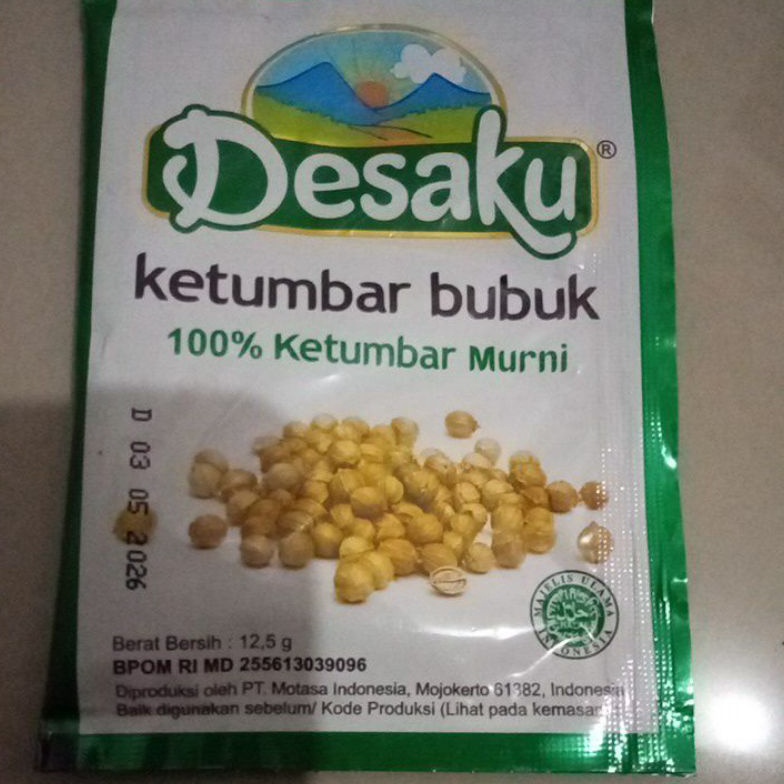 Desaku®
ketumbar bubuk
100% Ketumbar Murni
D 03 05 2026
MAJELIS ULAMA
INDONESIA
Berat Bersih : 12,5 g
BPOM RI MD 255613039096
Diproduksi oleh PT. Motasa Indonesia, Mojokerto 61382, Indonesia
Baik digunakan sebelum/ Kode Produksi (Lihat pada kemasan